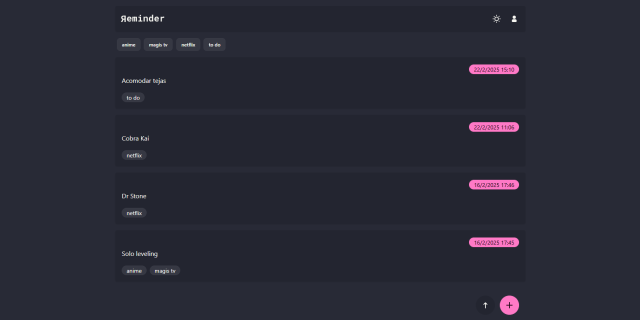 Яeminder
anime magis tv netflix to do
22/2/2025 15:10
Acomodar tejas
to do
22/2/2025 11:06
Cobra Kai
netflix
16/2/2025 17:46
Dr Stone
netflix
16/2/2025 17:45
Solo leveling
anime magis tv